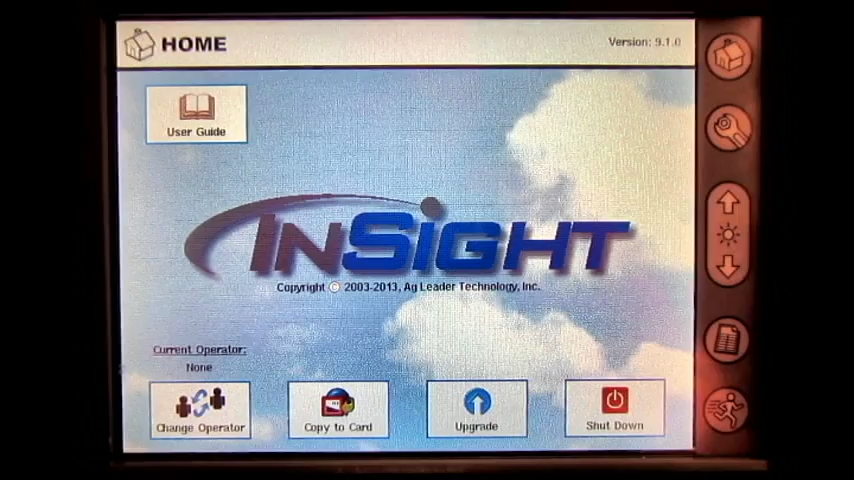 HOME
Version: 9.1.0
User Guide
INSIGHT
Copyright © 2003-2013, Ag Leader Technology, Inc.
Current Operator:
None
Change Operator
Copy to Card
Upgrade
Shut Down